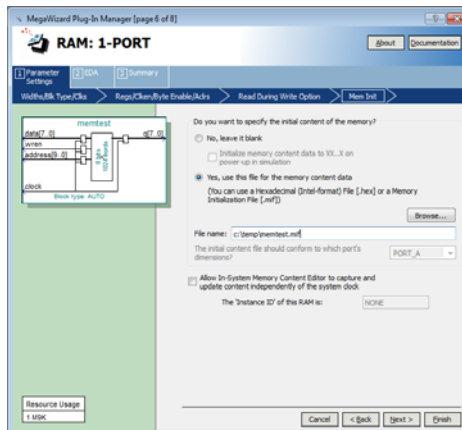 MegaWizard Plug-In Manager [page 6 of 8]
RAM: 1-PORT
About
Documentation
1 Parameter Settings
2 EDA
3 Summary
Widths/Blk Type/Clks
Regs/Clken/Byte Enable/Aclrs
Read During Write Option
Mem Init
memtest
data[7..0]
q[7..0]
wren
address[9..0]
8 bits
1024 words
clock
Block type: AUTO
Do you want to specify the initial content of the memory?
No, leave it blank
Initialize memory content data to XX..X on
power-up in simulation
Yes, use this file for the memory content data
(You can use a Hexadecimal (Intel-format) File [.hex] or a Memory
Initialization File [.mif])
Browse...
File name: c:\temp\memtest.mif
The initial content file should conform to which port's
dimensions?
PORT_A
Allow In-System Memory Content Editor to capture and
update content independently of the system clock
The 'Instance ID' of this RAM is:
NONE
Resource Usage
1 M9K
Cancel
< Back
Next >
Finish